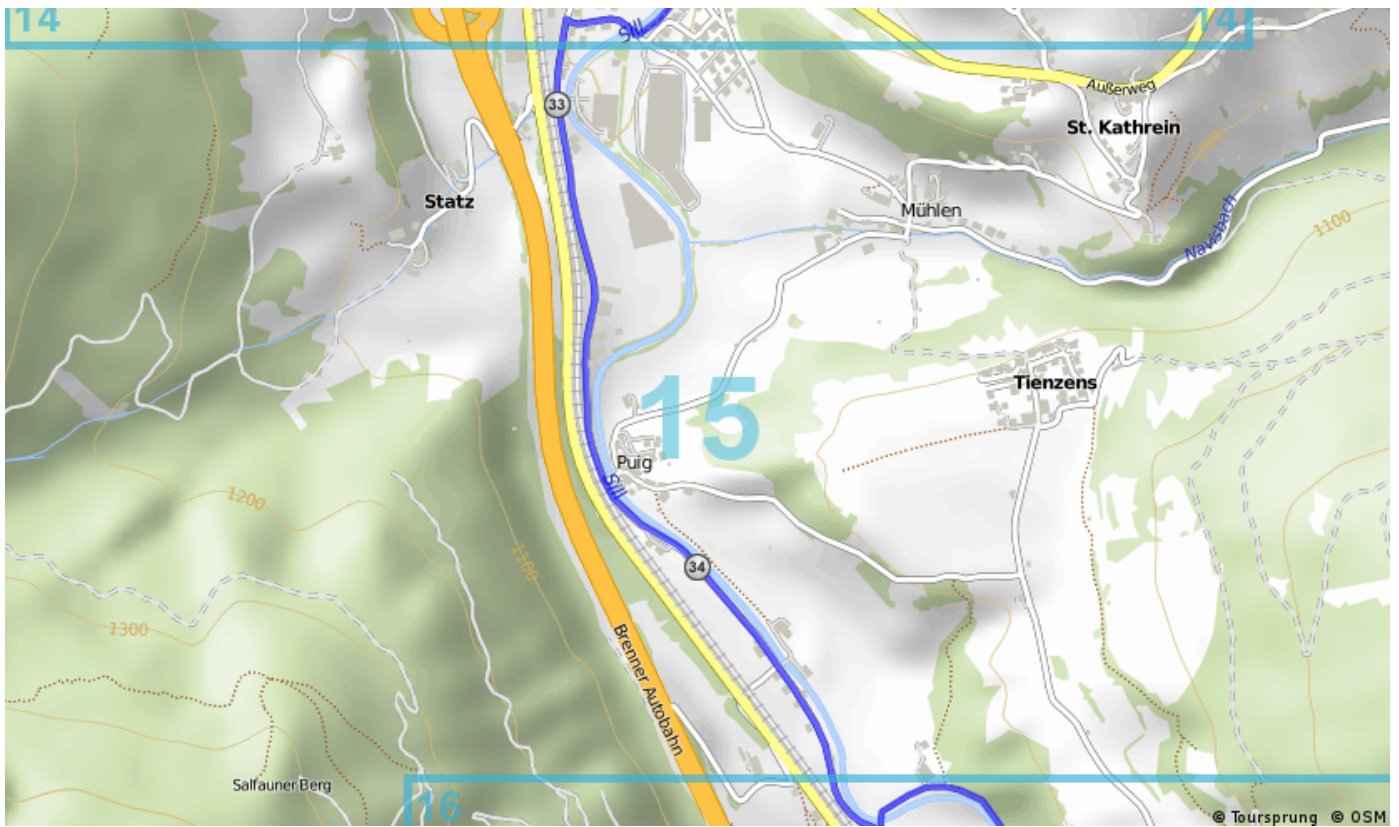 14
14
Sill
Außerweg
33
St. Kathrein
1200
Statz
Mühlen
Navisbach
1100
Tienzens
15
Puig
Sill
1200
1100
34
1300
Brenner Autobahn
Salfauner Berg
16
© Toursprung © OSM